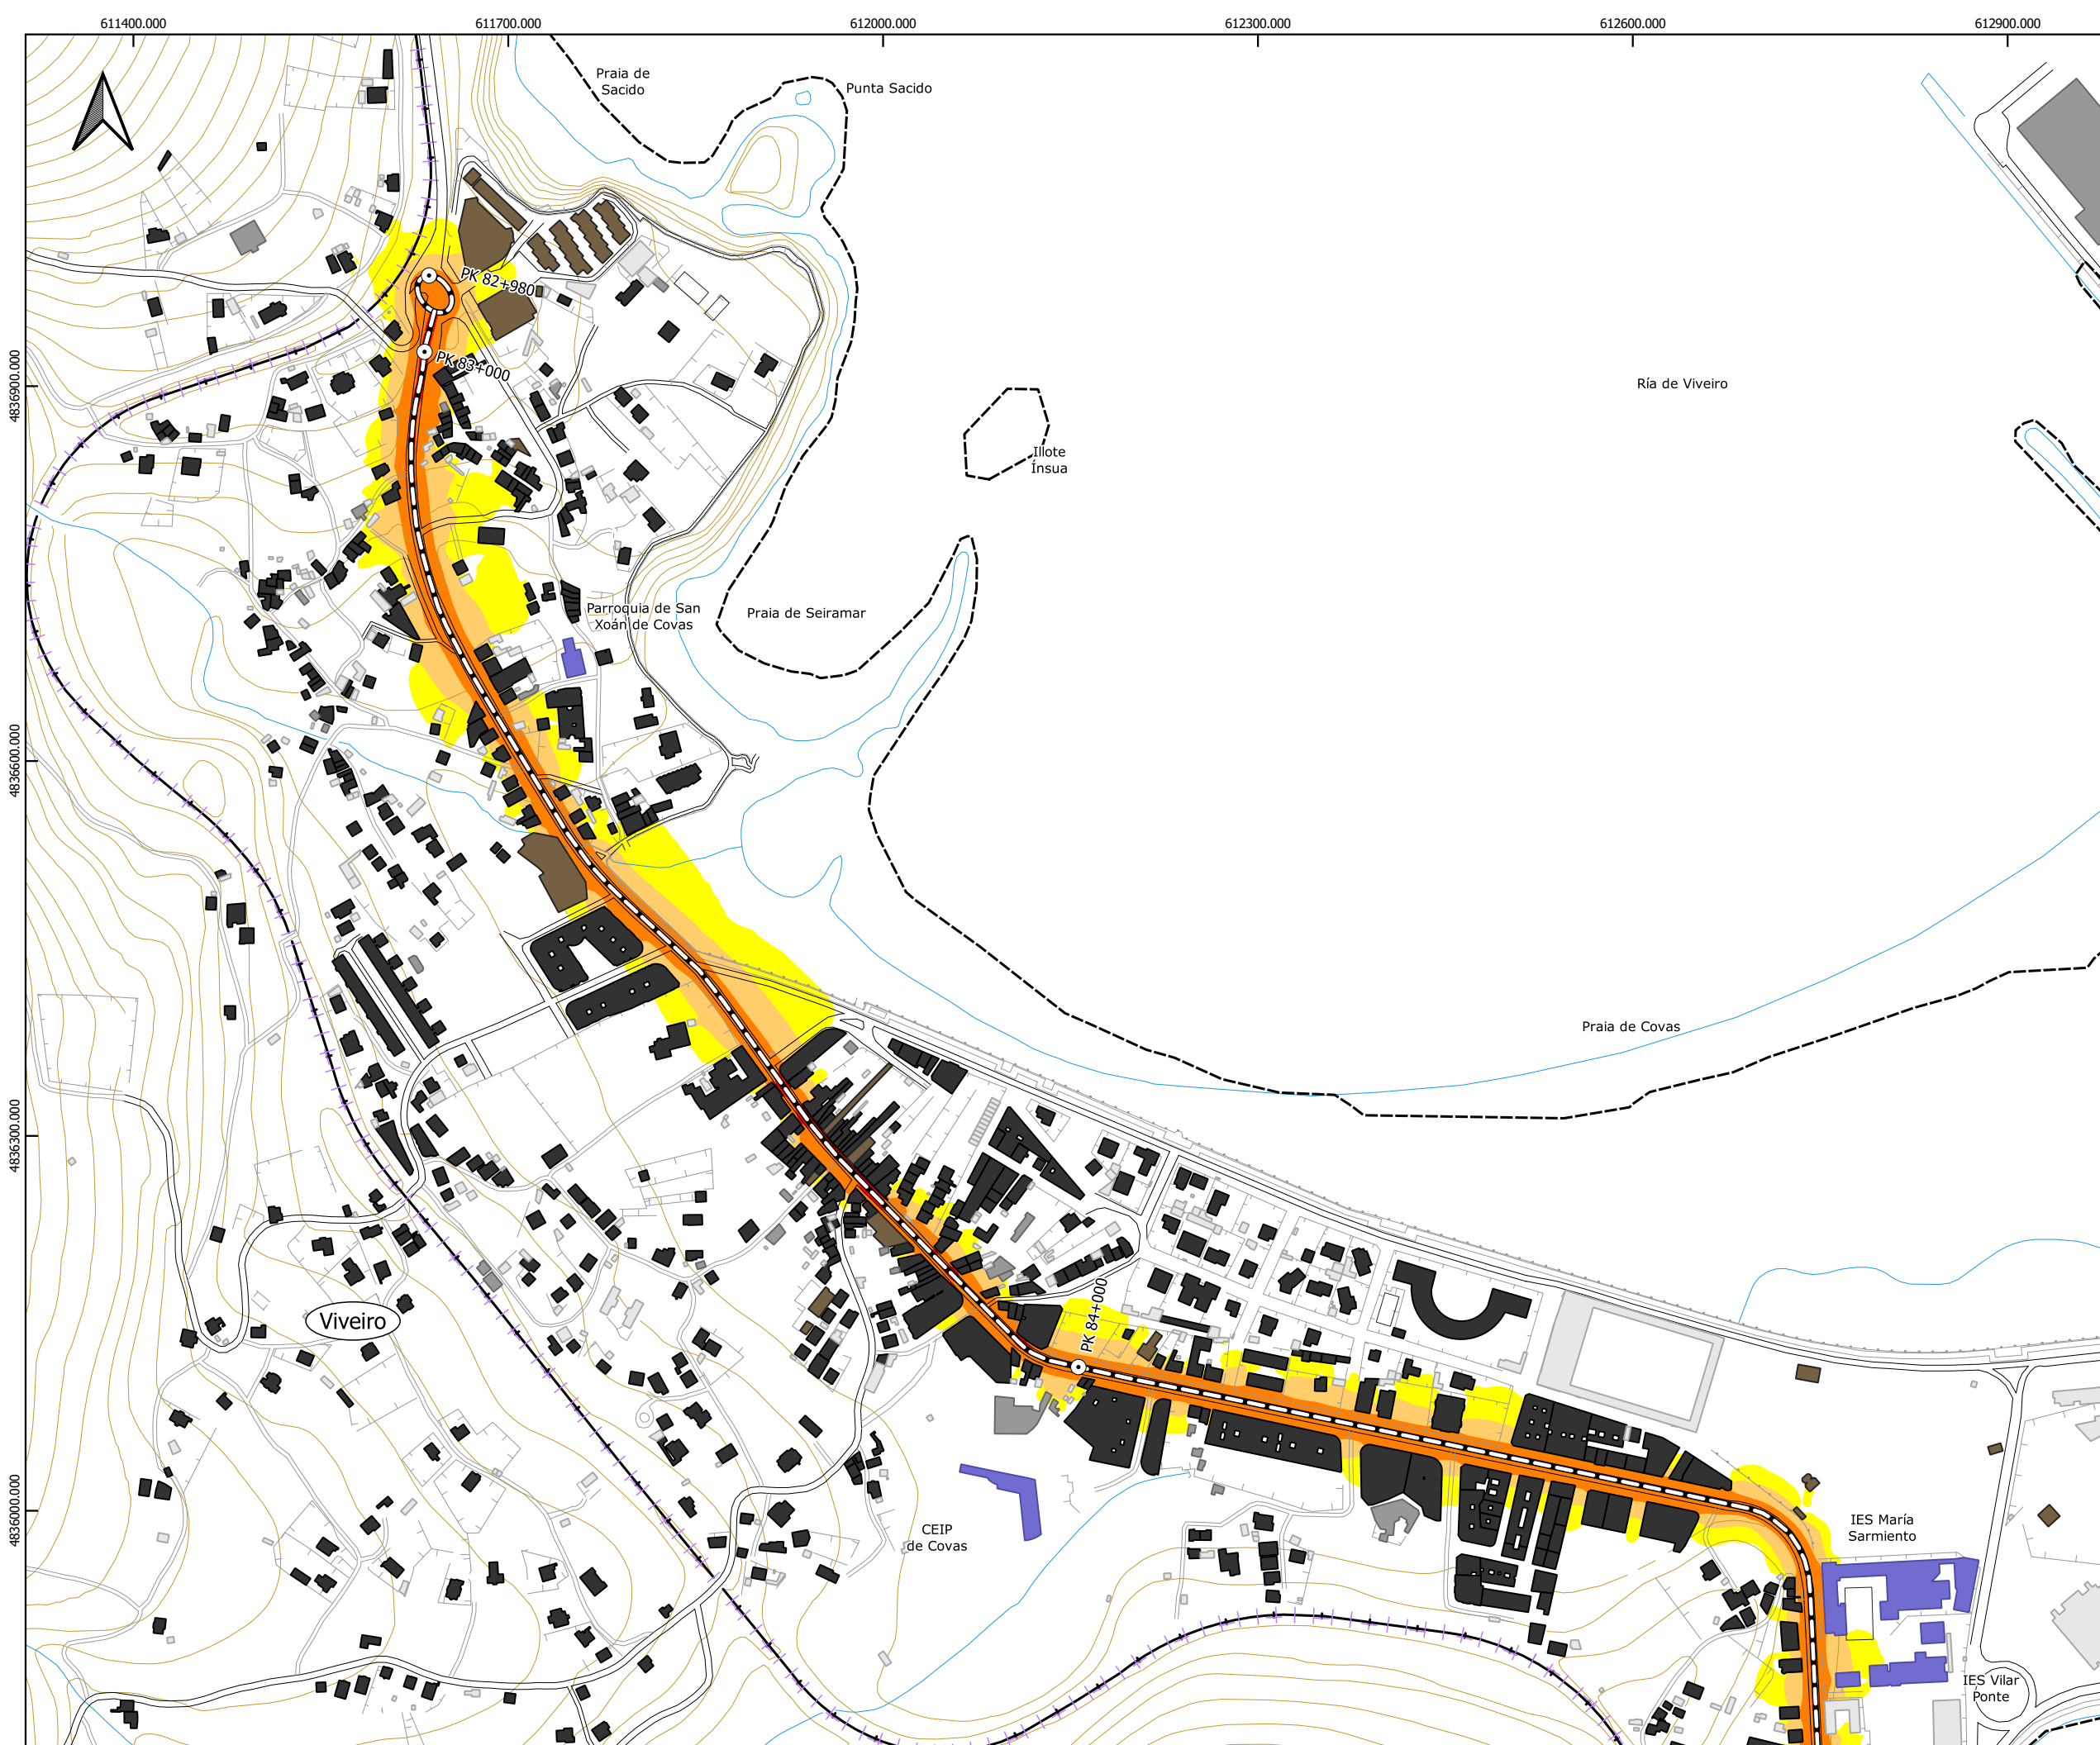 611400.000
611700.000
612000.000
612300.000
612600.000
612900.000
Praia de
Sacido
Punta Sacido
PK 82+980
PK 83+000
4836900.000
Ría de Viveiro
Illote
Ínsua
Parroquia de San
Xoán de Covas
Praia de Seiramar
4836600.000
Praia de Covas
4836300.000
Viveiro
PK 84+000
4836000.000
CEIP
de Covas
IES María
Sarmiento
IES Vilar
Ponte